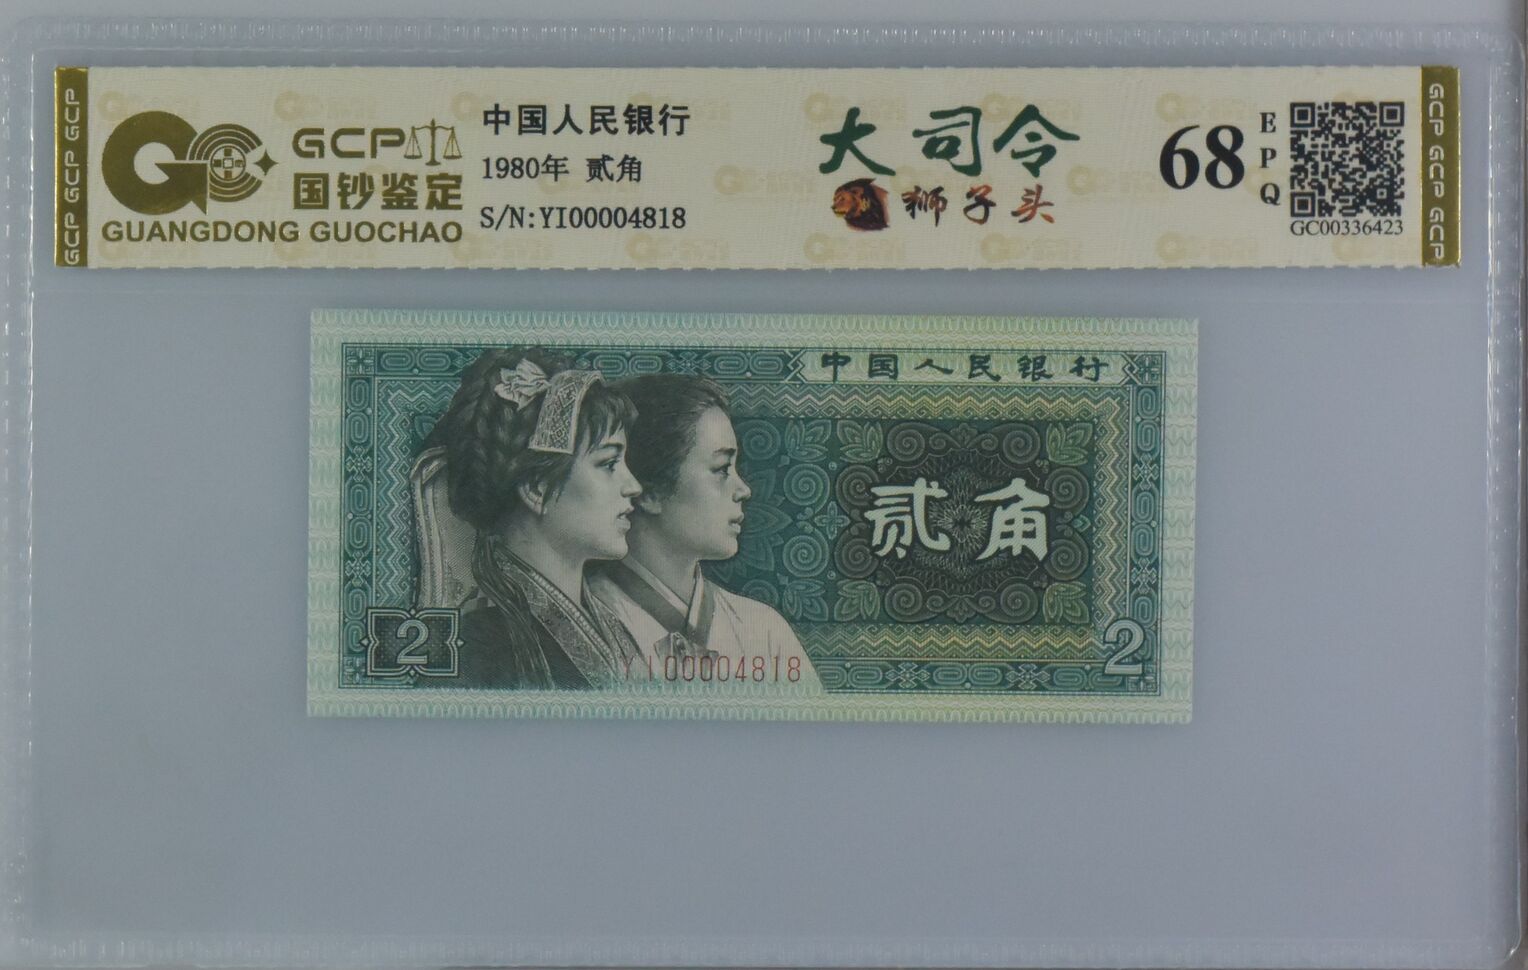 GCP
国钞鉴定
GUANGDONG GUOCHAO
中国人民银行
1980年 贰角
S/N:YI00004818
大司令
狮子头
68
EPQ
GC00336423
GCP GCP GCP
GCP GCP GCP
中国人民银行
贰角
2
YI00004818
2